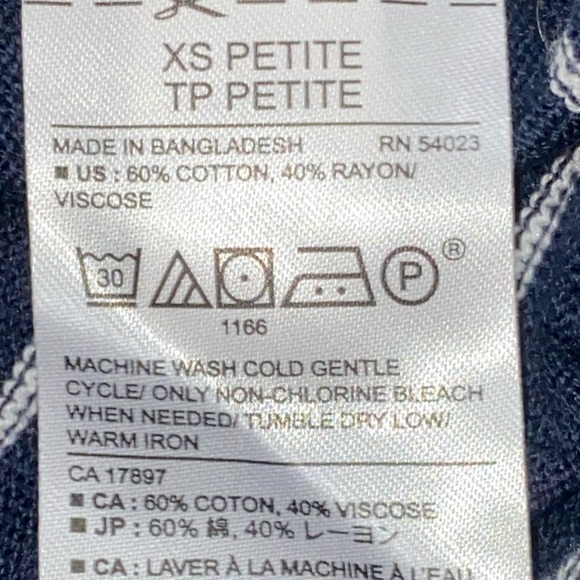 XS PETITE
TP PETITE
MADE IN BANGLADESH RN 54023
■ US : 60% COTTON, 40% RAYON/
VISCOSE
30 P ®
1166
MACHINE WASH COLD GENTLE
CYCLE/ ONLY NON-CHLORINE BLEACH
WHEN NEEDED/ TUMBLE DRY LOW/
WARM IRON
CA 17897
■ CA : 60% COTON, 40% VISCOSE
■ JP : 60% 綿, 40% レーヨン
■ CA : LAVER À LA MACHINE À L'EAU